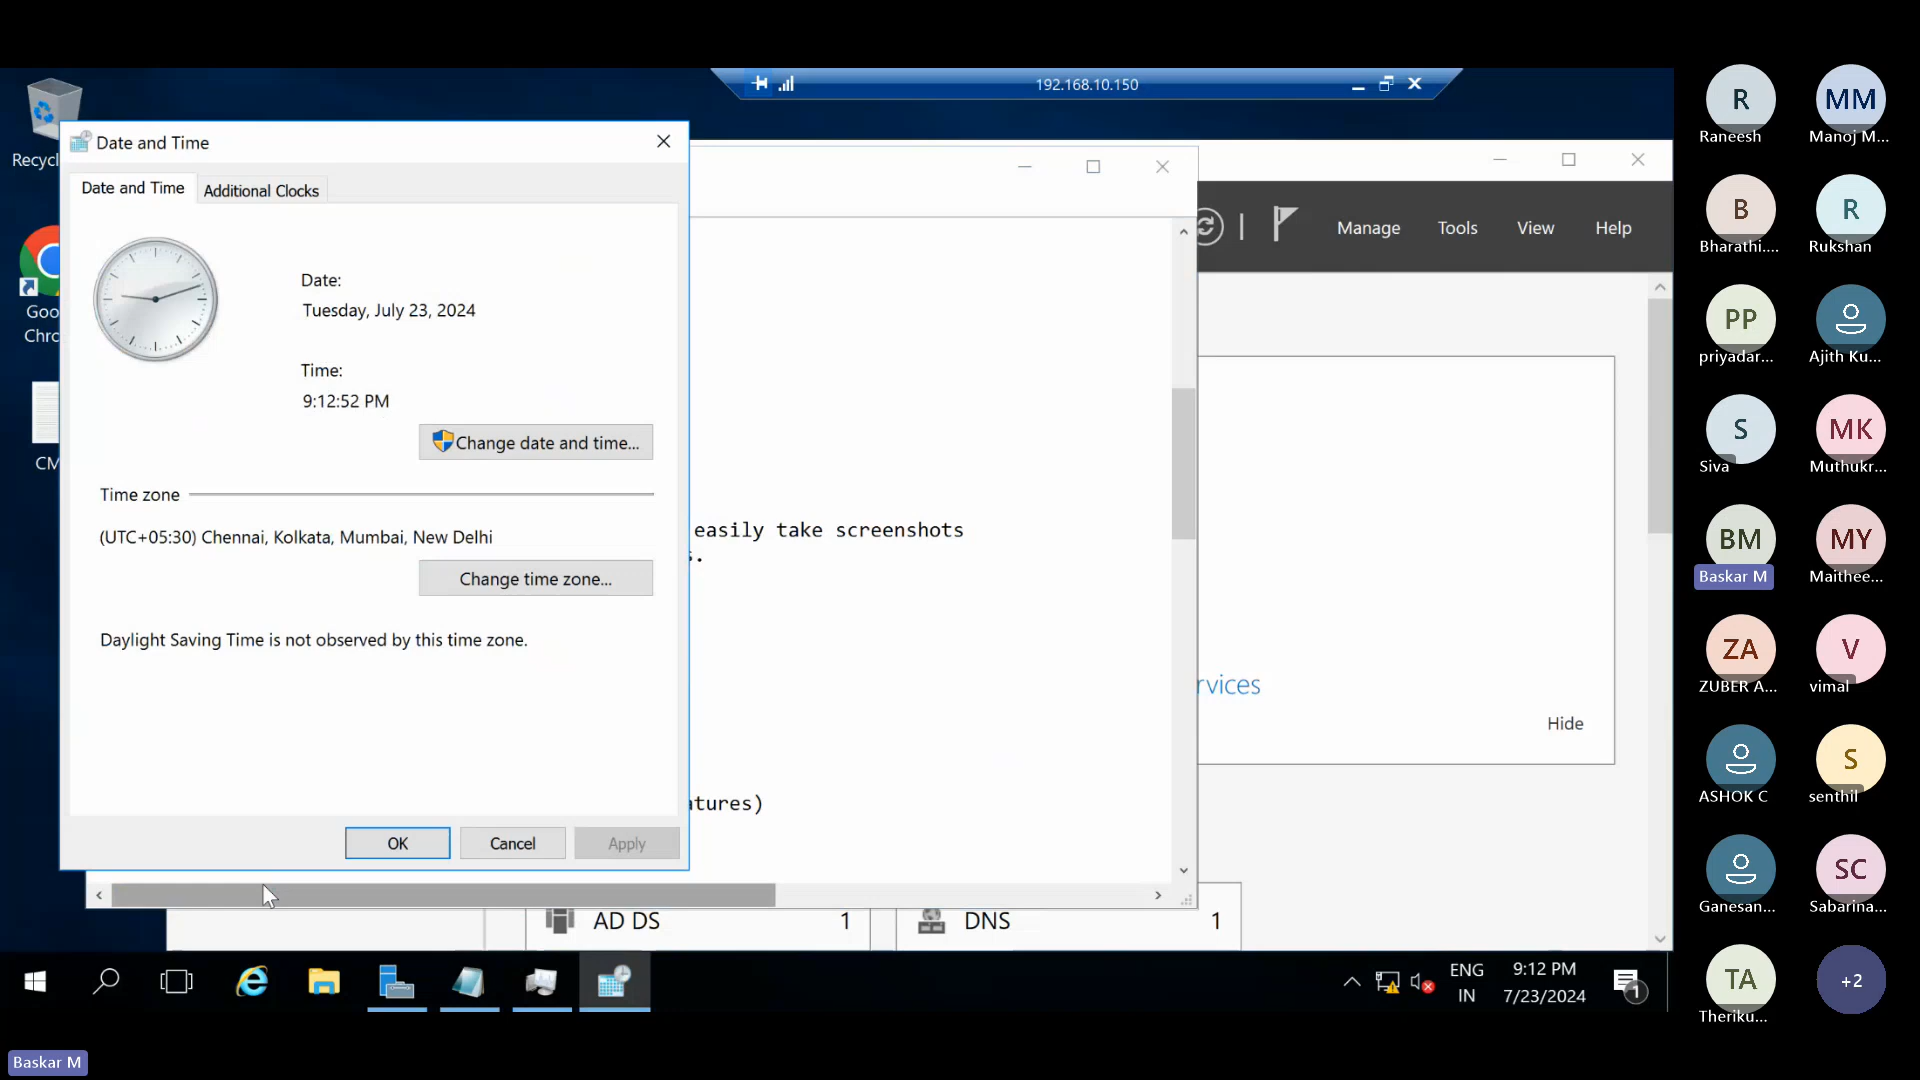 192.168.10.150
Recycl
Goo
Chrc
CM
Date and Time
Date and Time
Additional Clocks
Date:
Tuesday, July 23, 2024
Time:
9:12:52 PM
Change date and time...
Time zone
(UTC+05:30) Chennai, Kolkata, Mumbai, New Delhi
Change time zone...
Daylight Saving Time is not observed by this time zone.
OK
Cancel
Apply
easily take screenshots
s.
atures)
Manage
Tools
View
Help
rvices
Hide
AD DS
1
DNS
1
ENG
IN
9:12 PM
7/23/2024
1
R
Raneesh
MM
Manoj M...
B
Bharathi....
R
Rukshan
PP
priyadar...
Ajith Ku...
S
Siva
MK
Muthukr...
BM
Baskar M
MY
Maithee...
ZA
ZUBER A...
V
vimal
ASHOK C
S
senthil
Ganesan...
SC
Sabarina...
TA
Theriku...
+2
Baskar M